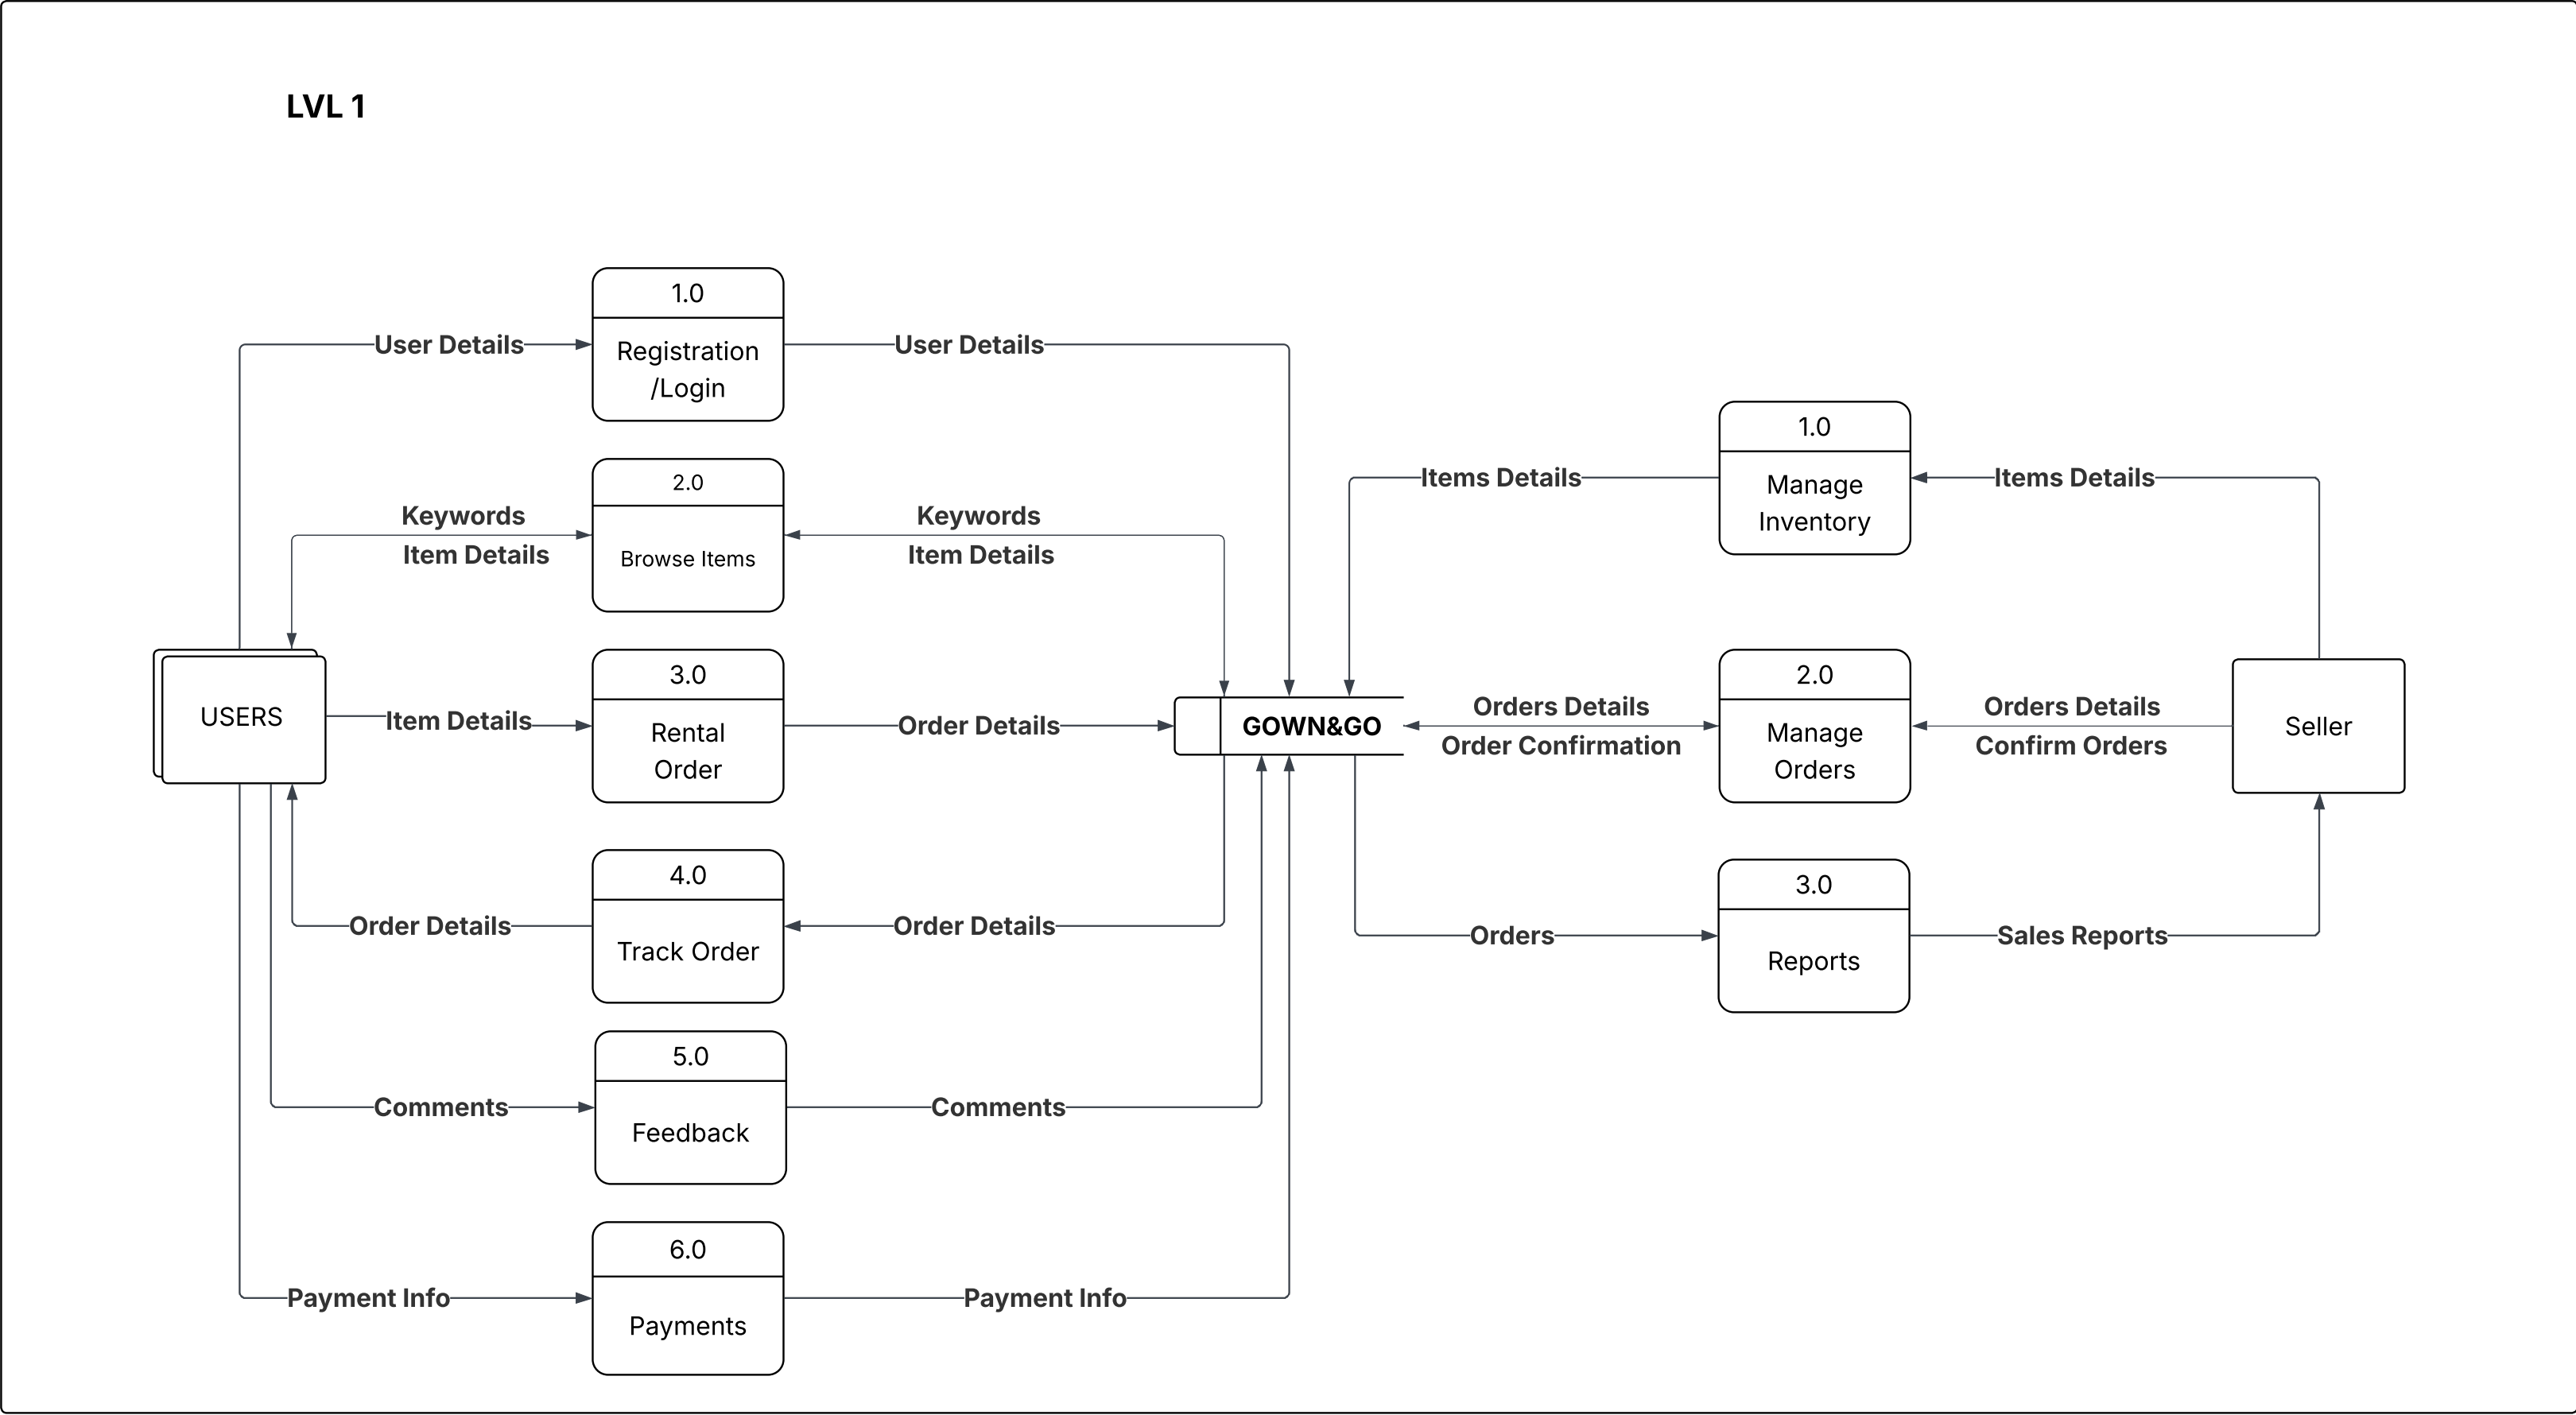 LVL 1
1.0
Registration
/Login
User Details
User Details
2.0
Browse Items
Keywords
Item Details
Keywords
Item Details
USERS
Item Details
3.0
Rental
Order
Order Details
GOWN&GO
4.0
Track Order
Order Details
Order Details
5.0
Feedback
Comments
Comments
6.0
Payments
Payment Info
Payment Info
1.0
Manage
Inventory
Items Details
Items Details
2.0
Manage
Orders
Orders Details
Order Confirmation
Orders Details
Confirm Orders
Seller
3.0
Reports
Orders
Sales Reports